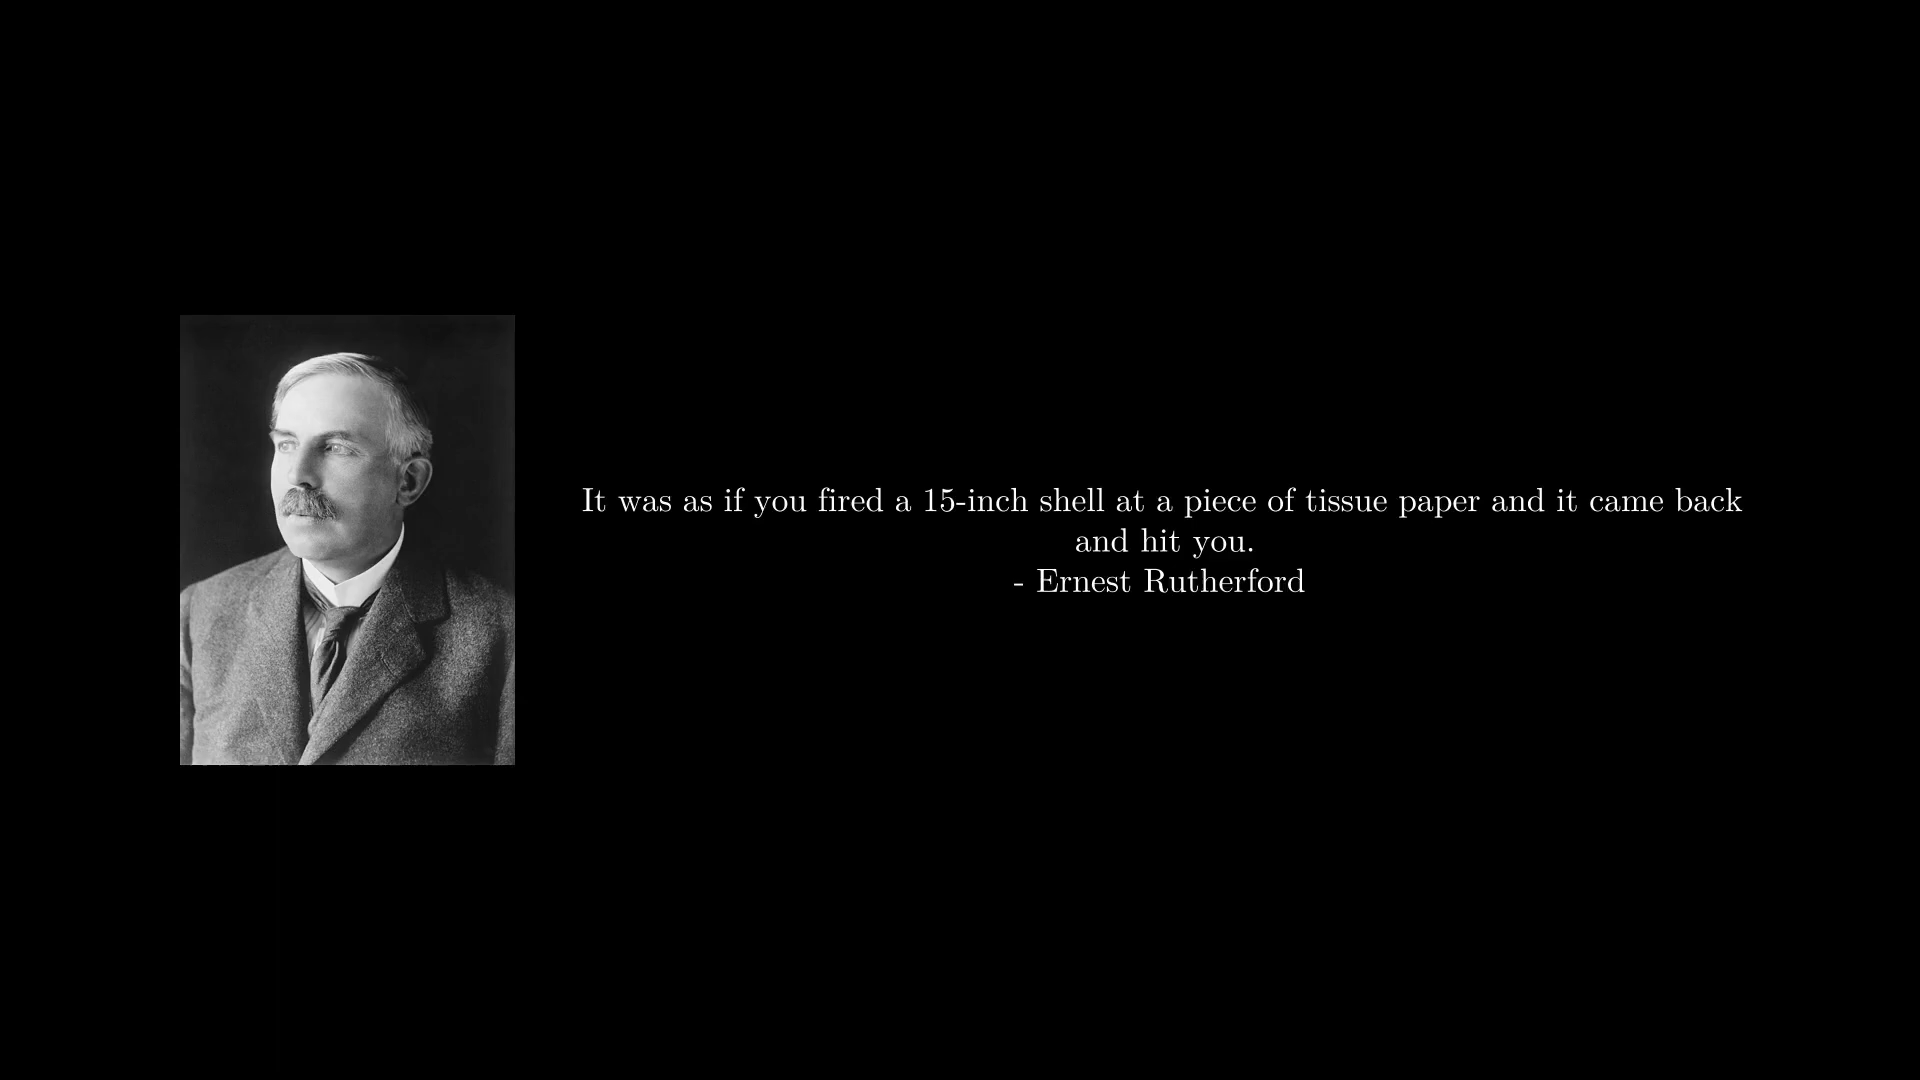 It was as if you fired a 15-inch shell at a piece of tissue paper and it came back
and hit you.
- Ernest Rutherford